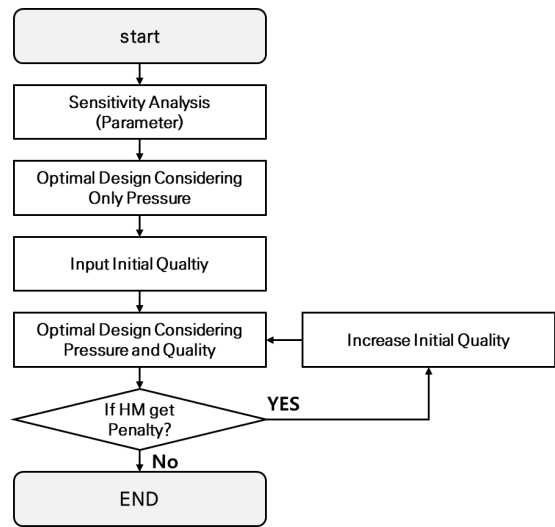 start
Sensitivity Analysis
(Parameter)
Optimal Design Considering
Only Pressure
Input Initial Qualtiy
Optimal Design Considering
Pressure and Quality
Increase Initial Quality
If HM get
Penalty?
YES
No
END